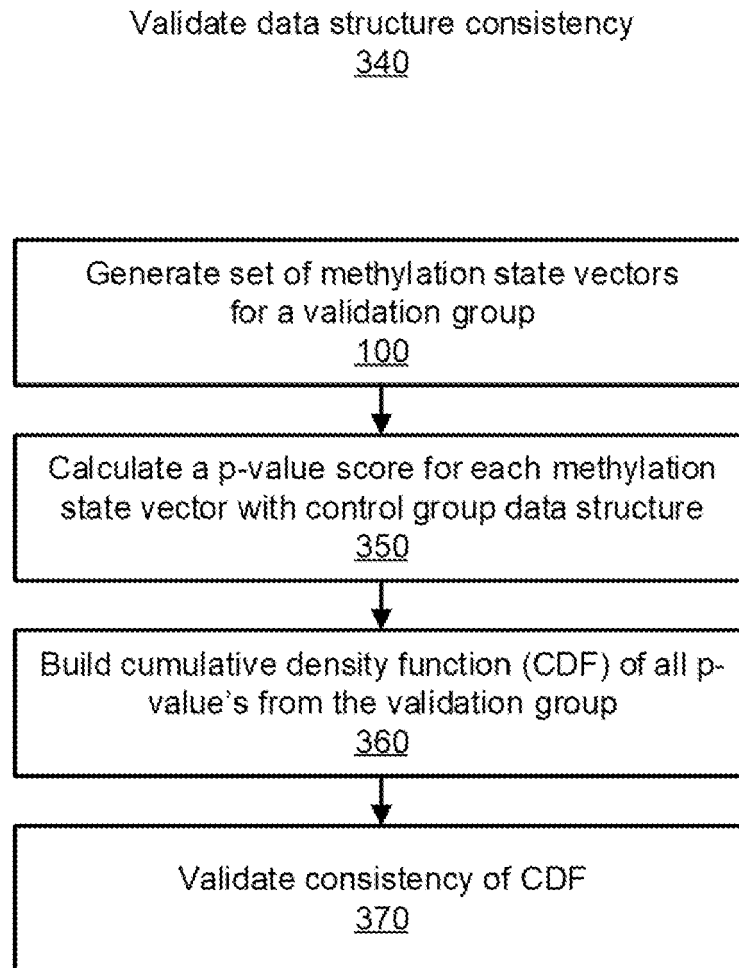 Validate data structure consistency
340
Generate set of methylation state vectors
for a validation group
100
Calculate a p-value score for each methylation
state vector with control group data structure
350
Build cumulative density function (CDF) of all p-
value's from the validation group
360
Validate consistency of CDF
370